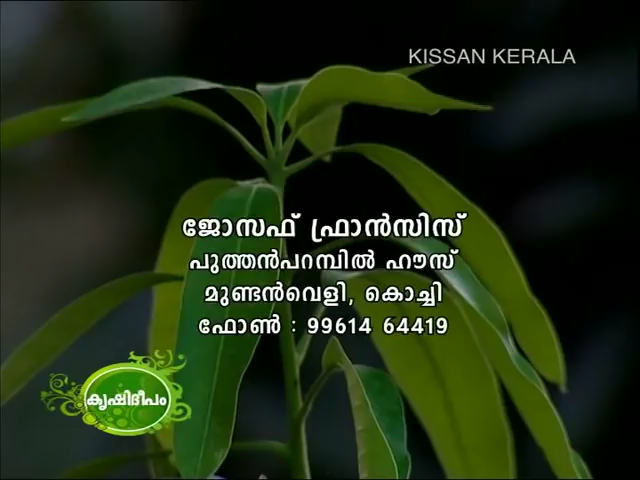 KISSAN KERALA
ജോസഫ് ഫ്രാൻസിസ്
പുത്തൻപറമ്പിൽ ഹൗസ്
മുണ്ടൻവെളി, കൊച്ചി
ഫോൺ : 99614 64419
കൃഷിദീപം